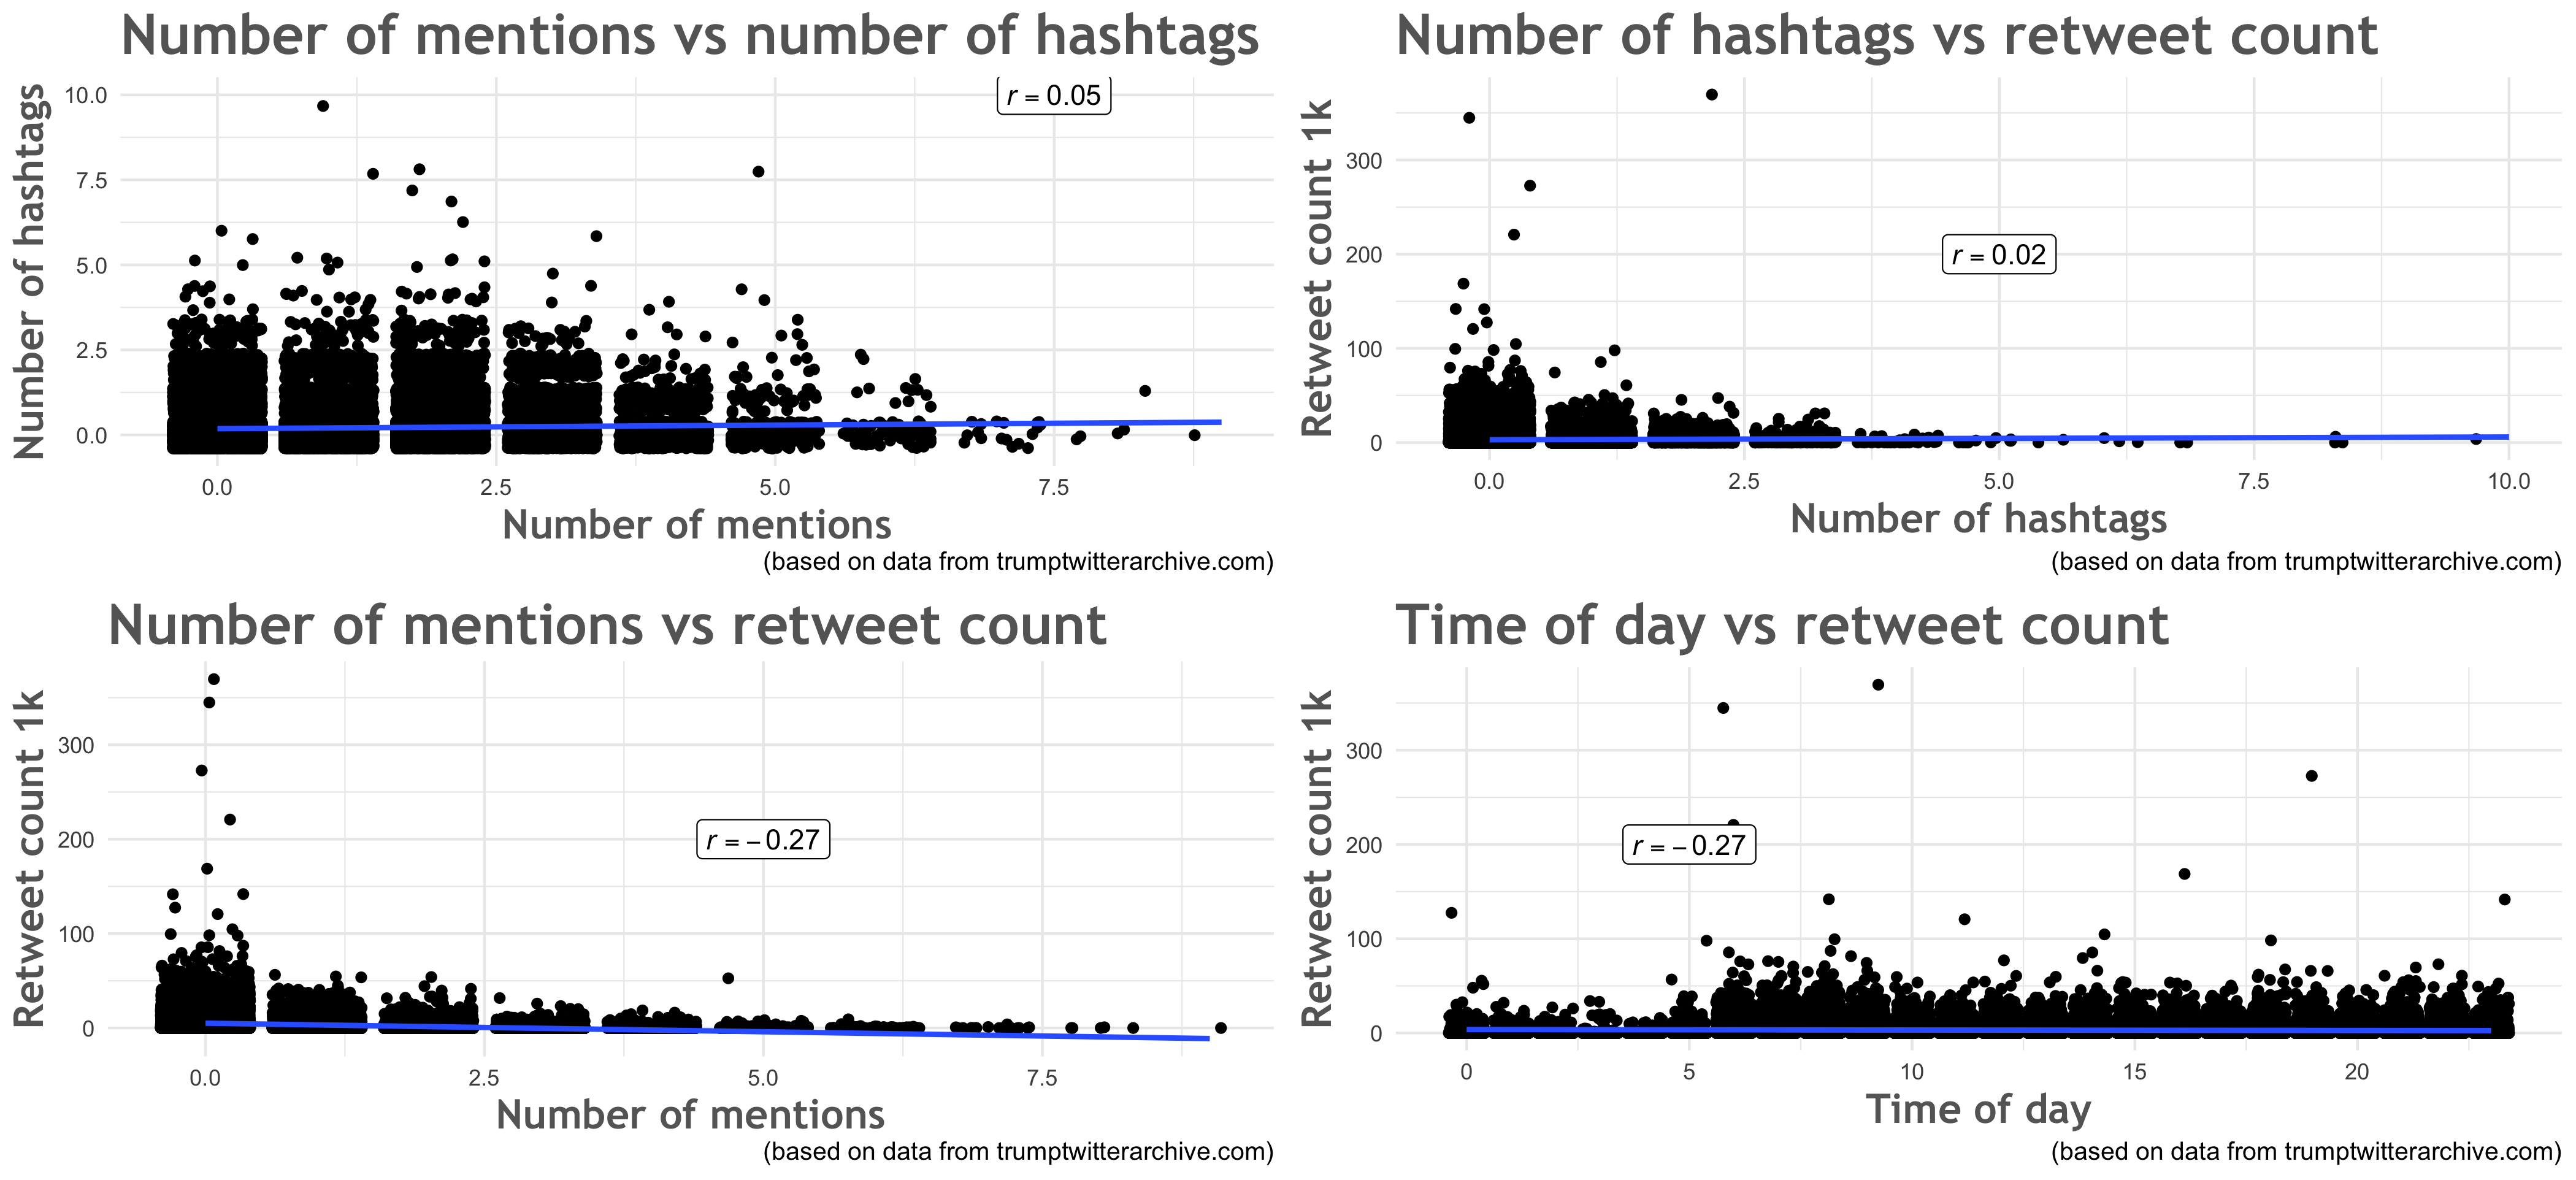 Number of mentions vs number of hashtags
Number of hashtags
10.0
7.5
5.0
2.5
0.0
r = 0.05
0.0 2.5 5.0 7.5
Number of mentions
(based on data from trumptwitterarchive.com)
Number of hashtags vs retweet count
Retweet count 1k
300
200
100
0
r = 0.02
0.0 2.5 5.0 7.5 10.0
Number of hashtags
(based on data from trumptwitterarchive.com)
Number of mentions vs retweet count
Retweet count 1k
300
200
100
0
r = − 0.27
0.0 2.5 5.0 7.5
Number of mentions
(based on data from trumptwitterarchive.com)
Time of day vs retweet count
Retweet count 1k
300
200
100
0
r = − 0.27
0 5 10 15 20
Time of day
(based on data from trumptwitterarchive.com)